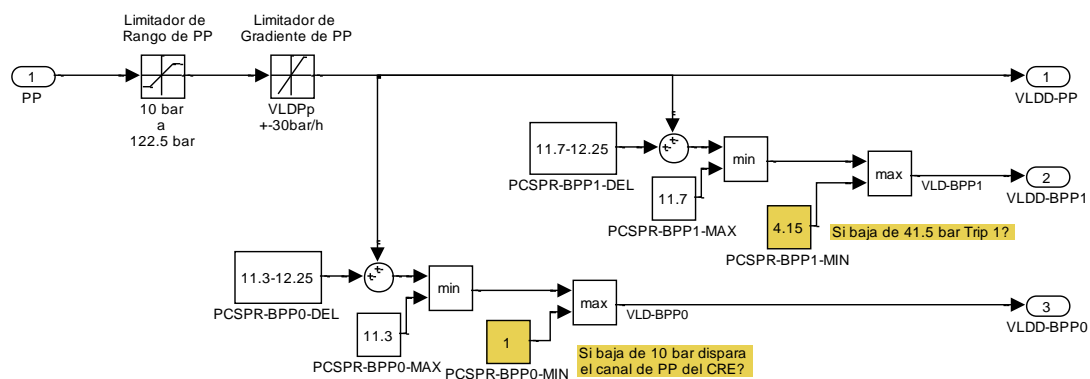 Limitador de
Rango de PP
Limitador de
Gradiente de PP
1
PP
10 bar
a
122.5 bar
VLDPp
+-30bar/h
1
VLDD-PP
11.7-12.25
PCSPR-BPP1-DEL
++
min
11.7
PCSPR-BPP1-MAX
max
VLD-BPP1
2
VLDD-BPP1
4.15
PCSPR-BPP1-MIN
Si baja de 41.5 bar Trip 1?
11.3-12.25
PCSPR-BPP0-DEL
++
min
11.3
PCSPR-BPP0-MAX
max
VLD-BPP0
3
VLDD-BPP0
1
PCSPR-BPP0-MIN
Si baja de 10 bar dispara
el canal de PP del CRE?